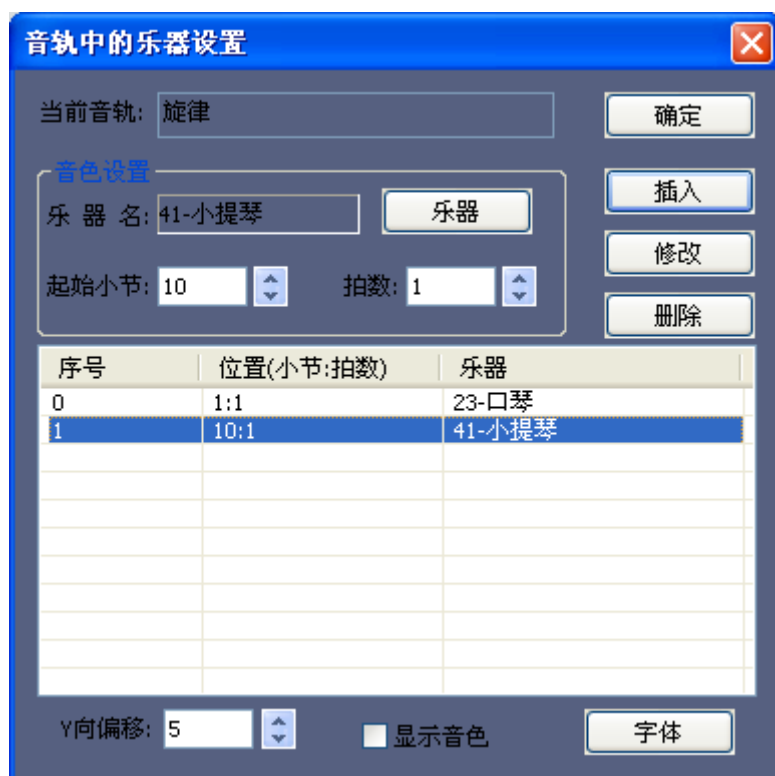 音轨中的乐器设置
当前音轨: 旋律
确定
音色设置
乐 器 名: 41-小提琴 乐器
插入
修改
起始小节: 10 拍数: 1
删除
序号 位置(小节:拍数) 乐器
0 1:1 23-口琴
1 10:1 41-小提琴
Y向偏移: 5 显示音色 字体